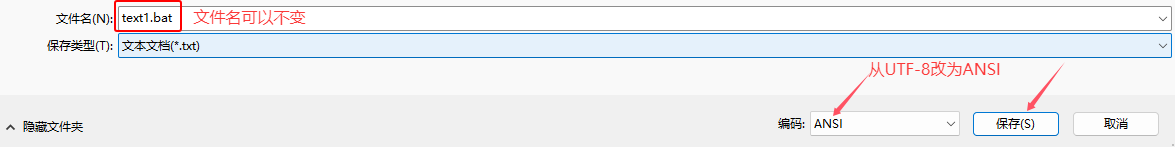 文件名(N): text1.bat 文件名可以不变
保存类型(T): 文本文档(*.txt)
从UTF-8改为ANSI
隐藏文件夹 编码: ANSI 保存(S) 取消